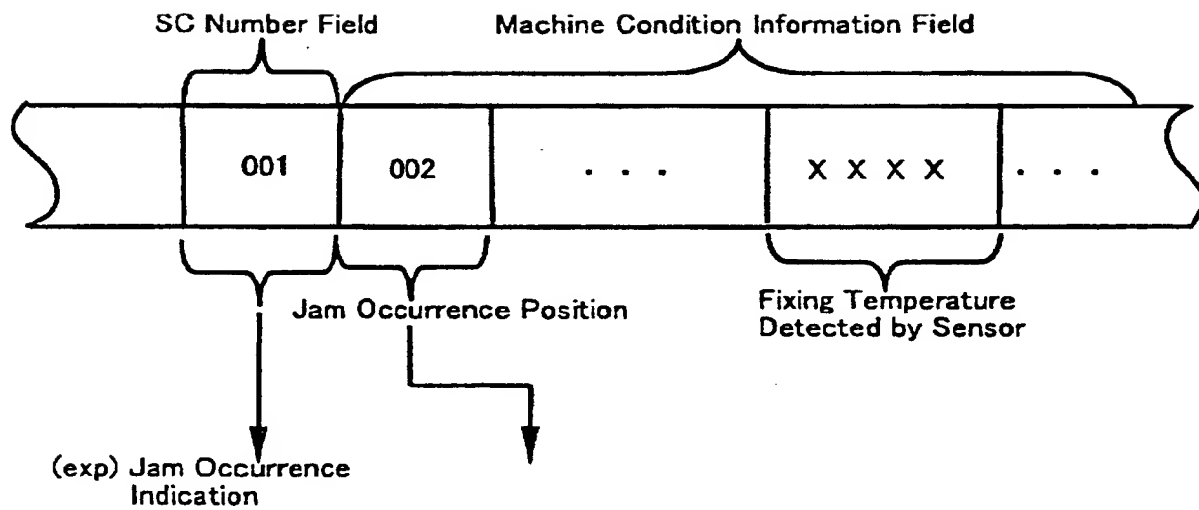 SC Number Field
Machine Condition Information Field
001
002
. . .
X X X X
. . .
Jam Occurrence Position
Fixing Temperature
Detected by Sensor
(exp) Jam Occurrence
Indication